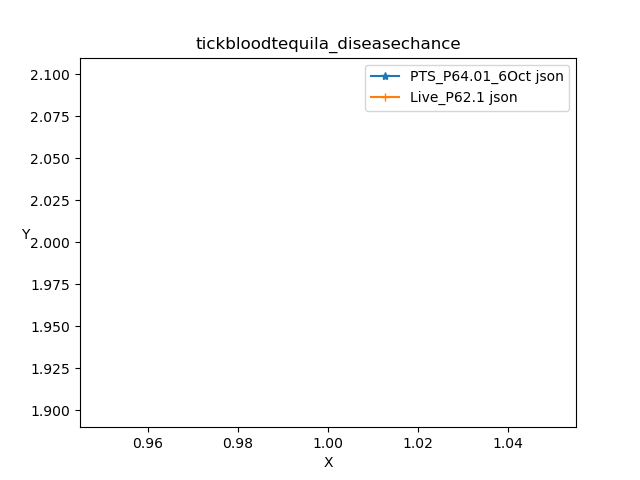 tickbloodtequila_diseasechance
PTS_P64.01_6Oct json
Live_P62.1 json
2.100
2.075
2.050
2.025
2.000
1.975
1.950
1.925
1.900
Y
0.96 0.98 1.00 1.02 1.04
X